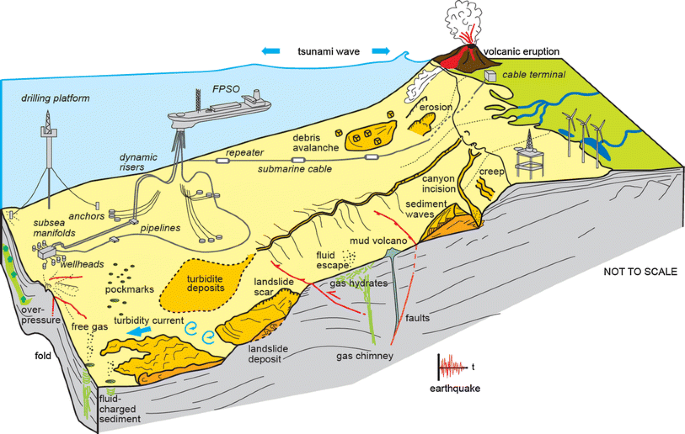 tsunami wave
volcanic eruption
cable terminal
FPSO
drilling platform
erosion
debris
avalanche
dynamic
risers
repeater
submarine cable
canyon
incision
creep
anchors
subsea
manifolds
pipelines
sediment
waves
mud volcano
wellheads
fluid
escape
turbidite
deposits
landslide
scar
gas hydrates
NOT TO SCALE
pockmarks
over-
pressure
free gas
turbidity current
faults
fold
landslide
deposit
gas chimney
t
earthquake
fluid-
charged
sediment